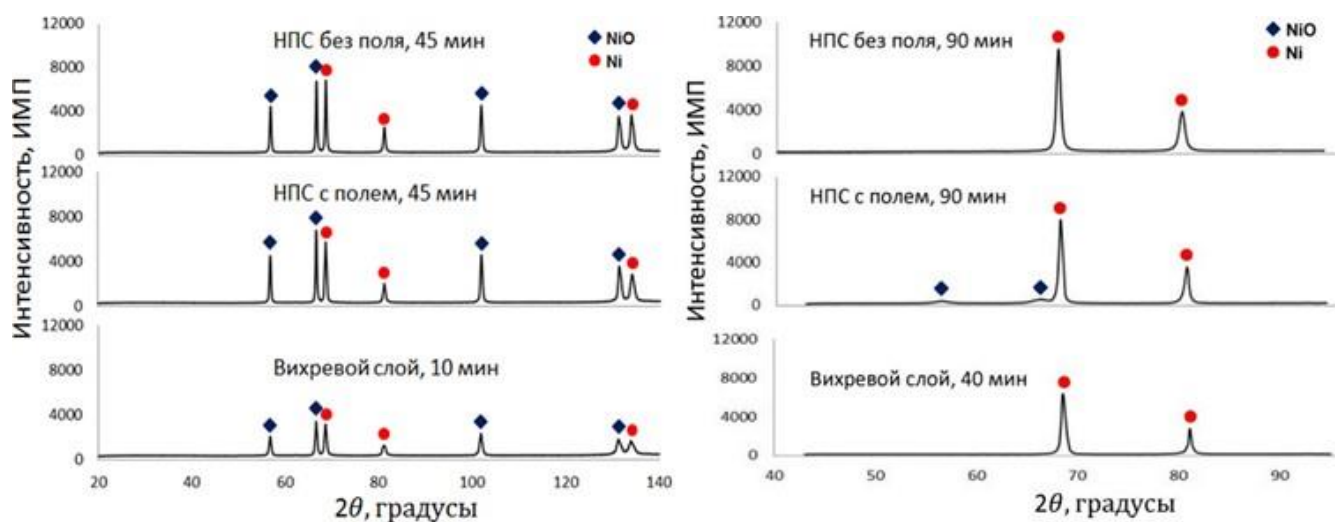 Интенсивность, ИМП
12000
8000
4000
0
НПС без поля, 45 мин
NiO
Ni
12000
8000
4000
0
НПС с полем, 45 мин
12000
8000
4000
0
Вихревой слой, 10 мин
20 40 60 80 100 120 140
2θ, градусы
Интенсивность, ИМП
12000
8000
4000
0
НПС без поля, 90 мин
NiO
Ni
12000
8000
4000
0
НПС с полем, 90 мин
12000
8000
4000
0
Вихревой слой, 40 мин
40 50 60 70 80 90
2θ, градусы